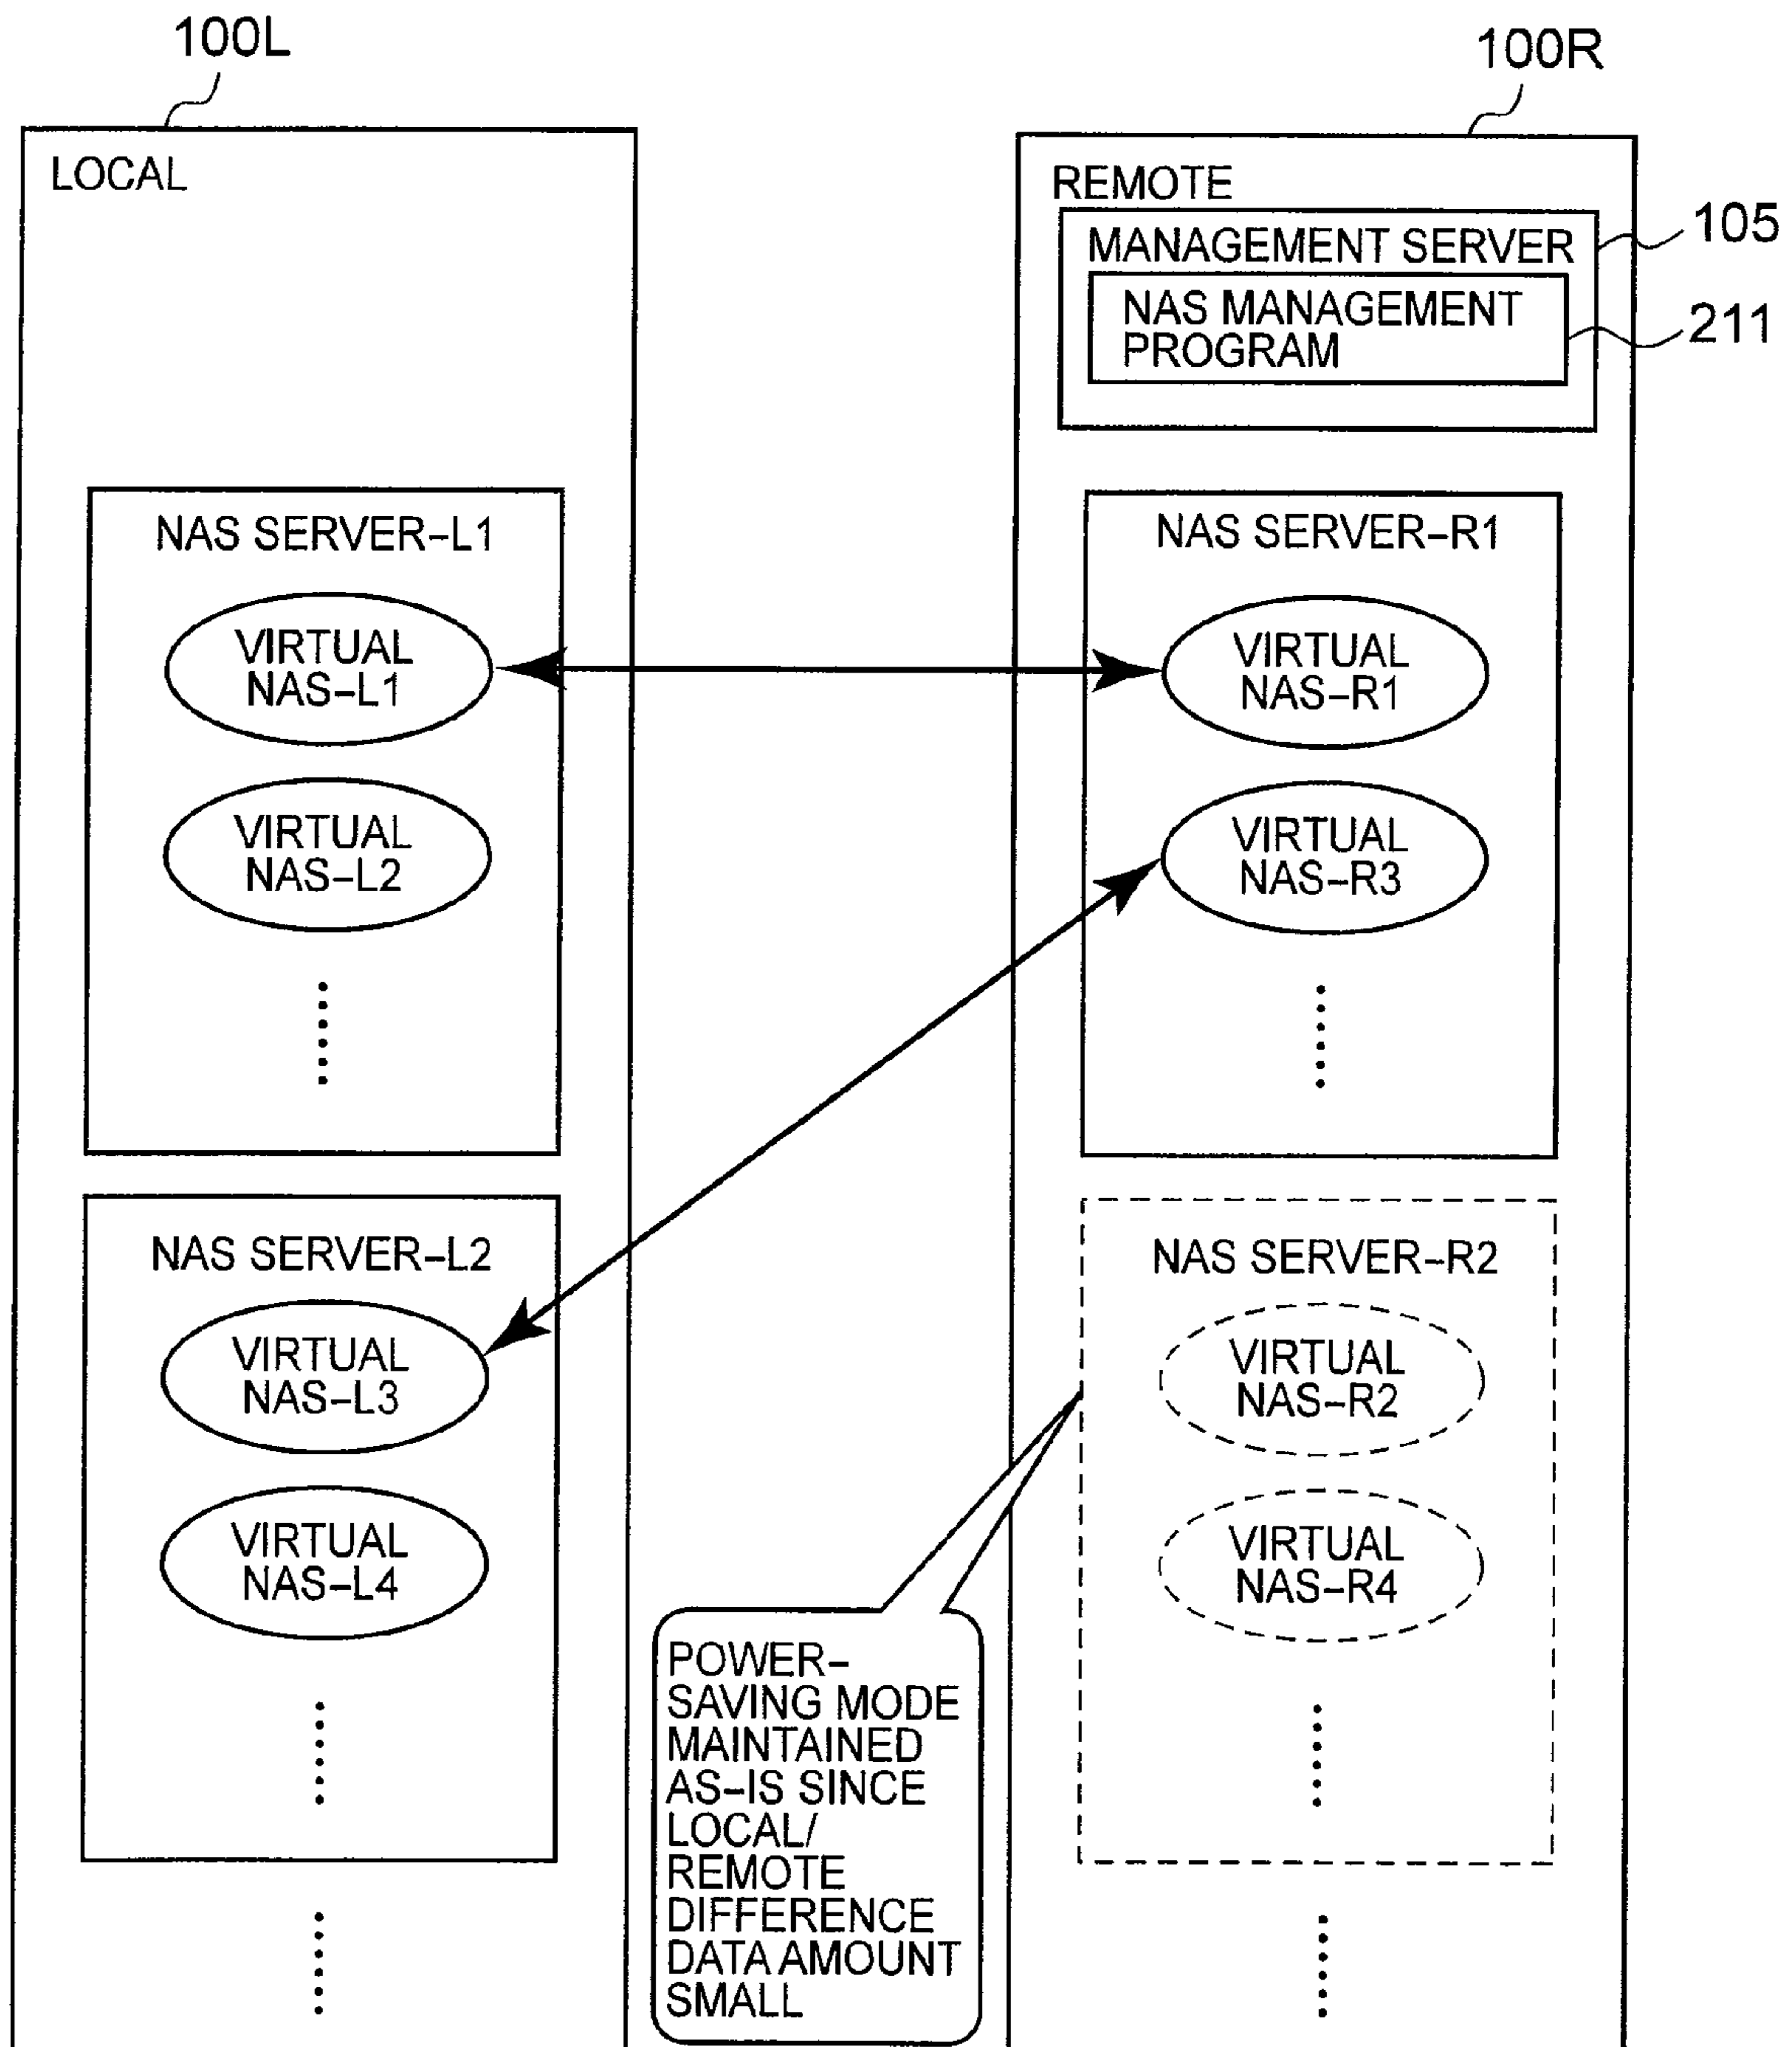 100L
100R
LOCAL
REMOTE
MANAGEMENT SERVER
105
NAS MANAGEMENT
PROGRAM
211
NAS SERVER–L1
VIRTUAL
NAS–L1
VIRTUAL
NAS–L2
NAS SERVER–R1
VIRTUAL
NAS–R1
VIRTUAL
NAS–R3
NAS SERVER–L2
VIRTUAL
NAS–L3
VIRTUAL
NAS–L4
NAS SERVER–R2
VIRTUAL
NAS–R2
VIRTUAL
NAS–R4
POWER–
SAVING MODE
MAINTAINED
AS–IS SINCE
LOCAL/
REMOTE
DIFFERENCE
DATA AMOUNT
SMALL